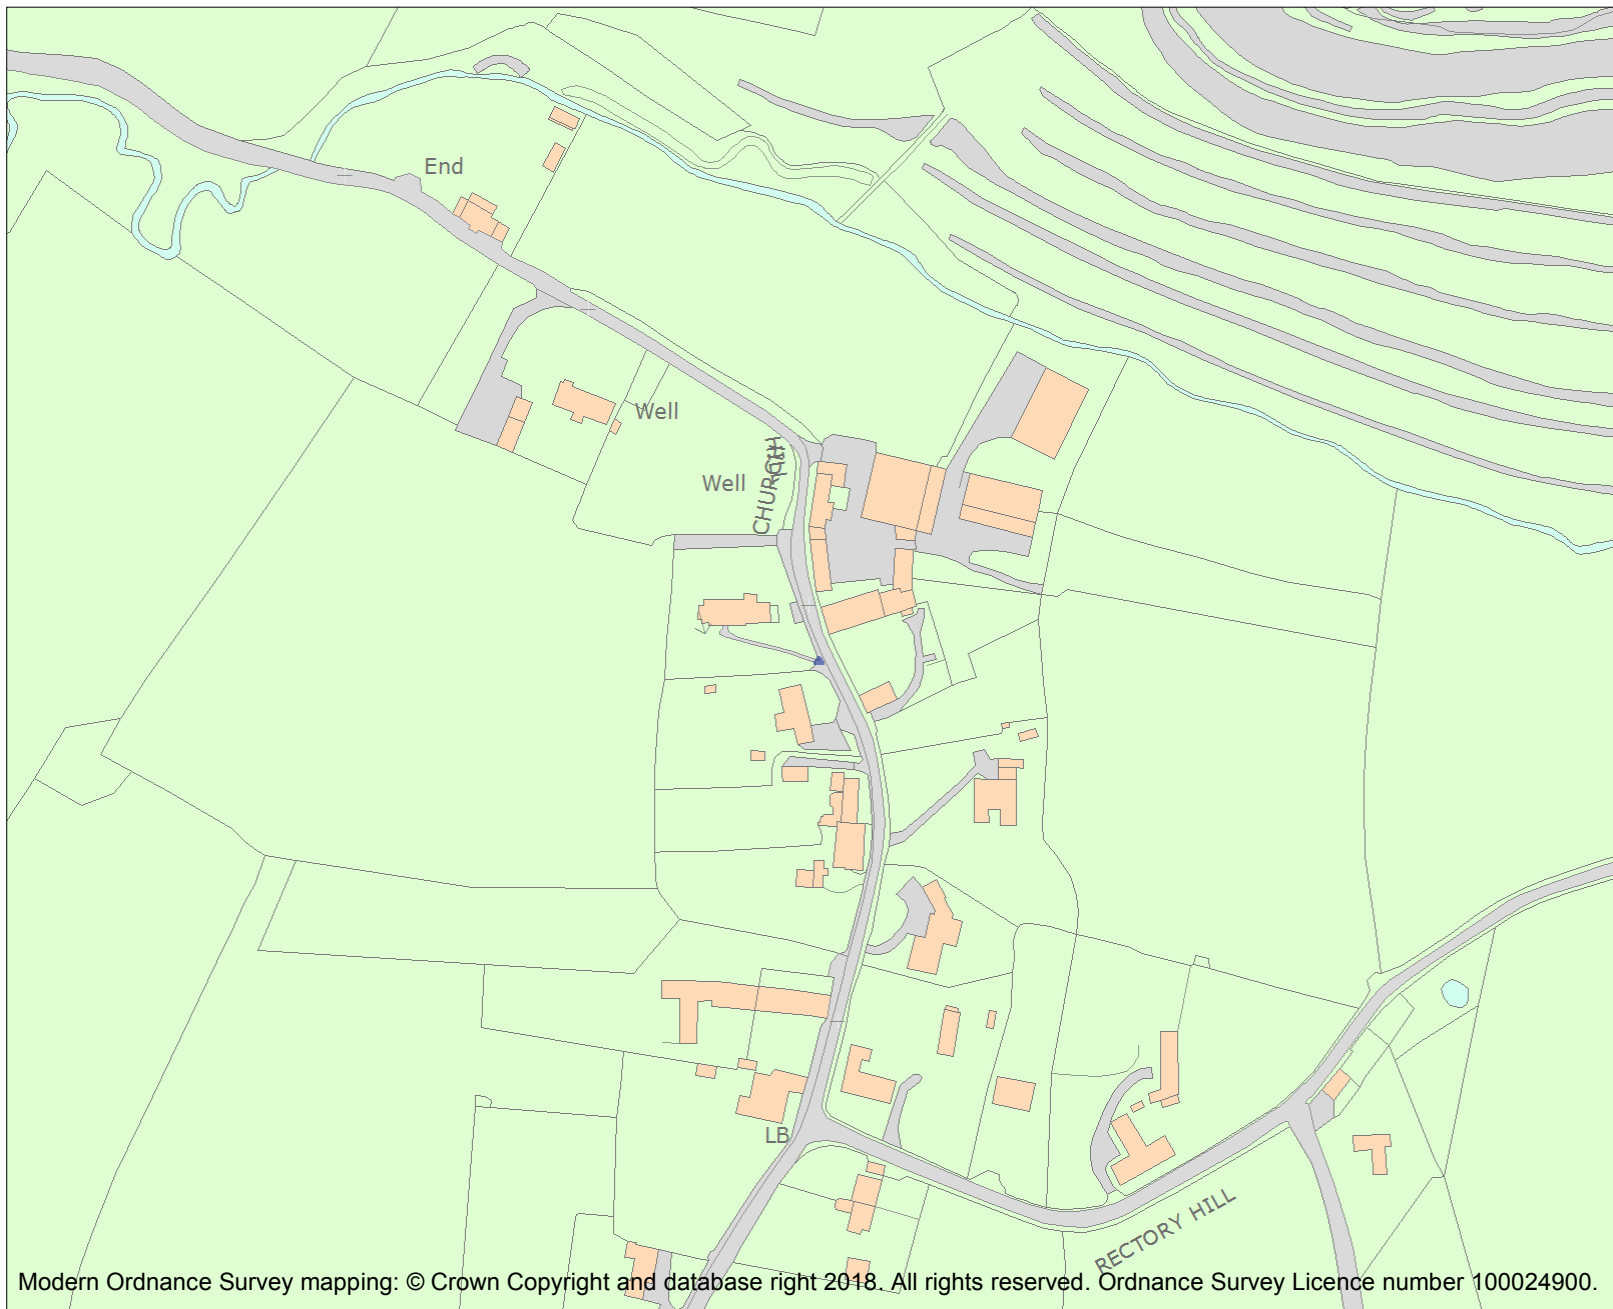 End
Well
Well
CHURCH
LB
RECTORY HILL
Modern Ordnance Survey mapping: © Crown Copyright and database right 2018. All rights reserved. Ordnance Survey Licence number 100024900.